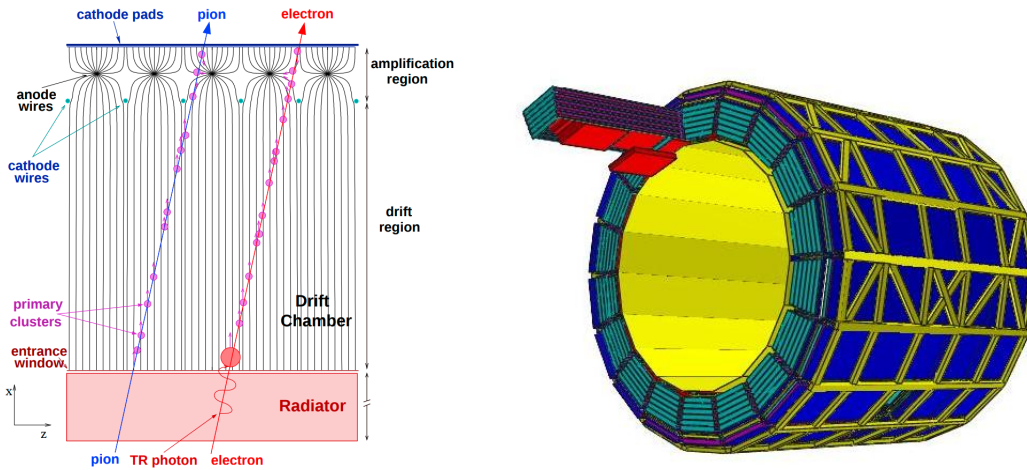 cathode pads
pion
electron
amplification
region
anode
wires
cathode
wires
drift
region
primary
clusters
Drift
Chamber
entrance
window
x
z
Radiator
pion
TR photon
electron